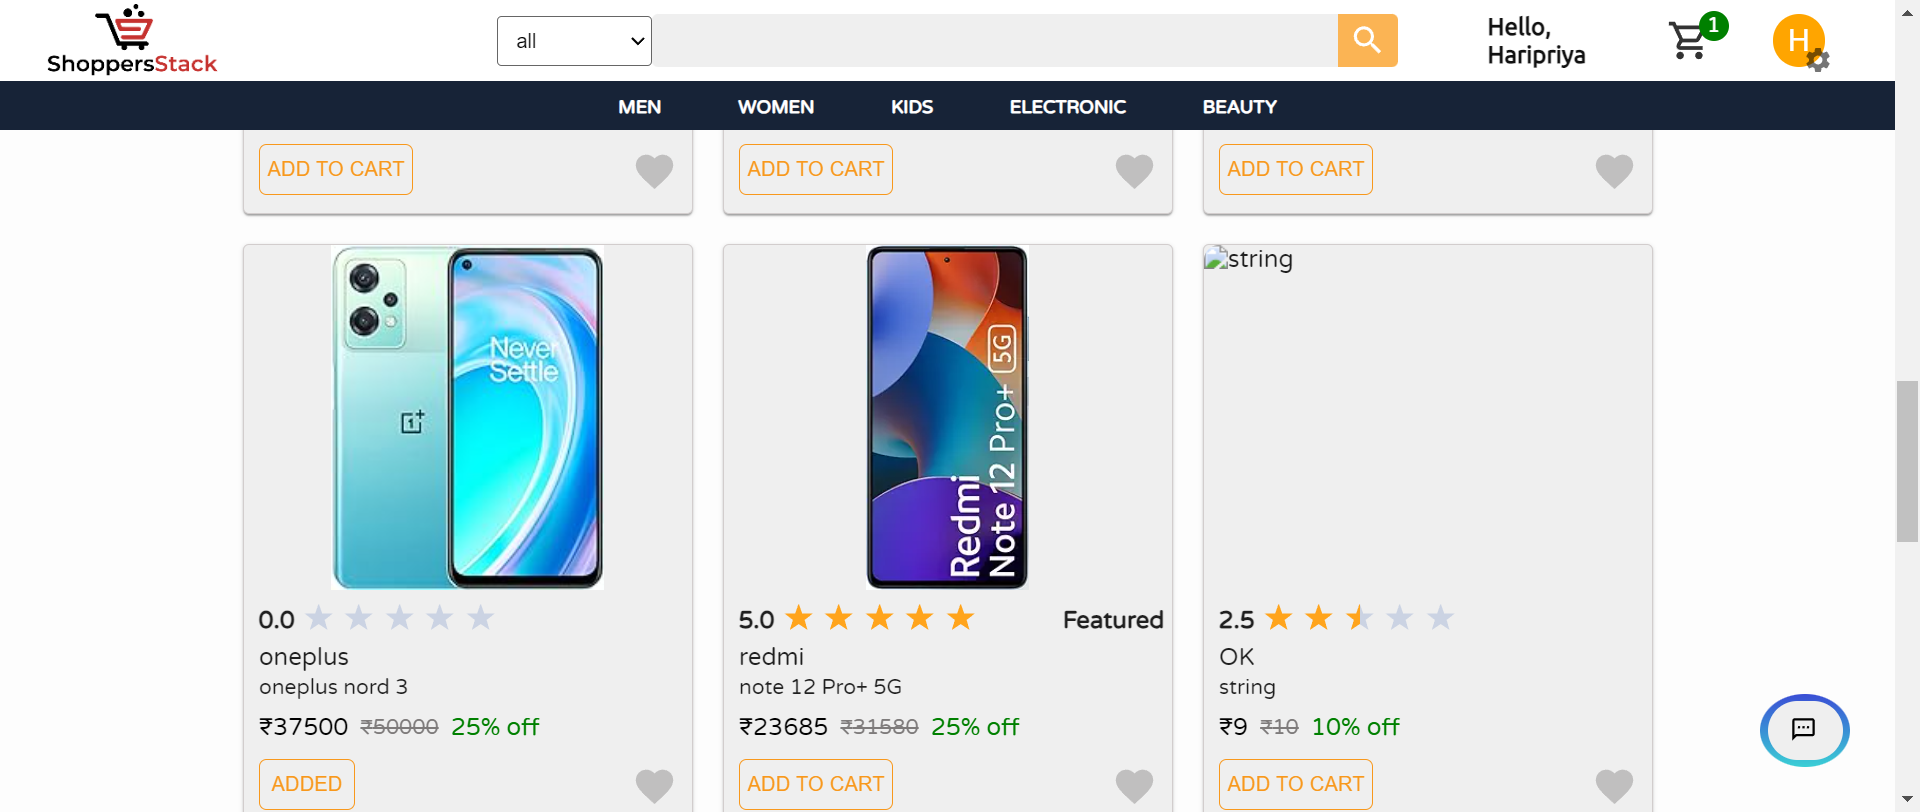 ShoppersStack
all
Hello,
Haripriya
1
H
MEN WOMEN KIDS ELECTRONIC BEAUTY
ADD TO CART ADD TO CART ADD TO CART
Never
Settle
Redmi
Note 12 Pro+ 5G
string
0.0 5.0 Featured 2.5
oneplus redmi OK
oneplus nord 3 note 12 Pro+ 5G string
₹37500 ₹50000 25% off ₹23685 ₹31580 25% off ₹9 ₹10 10% off
ADDED ADD TO CART ADD TO CART